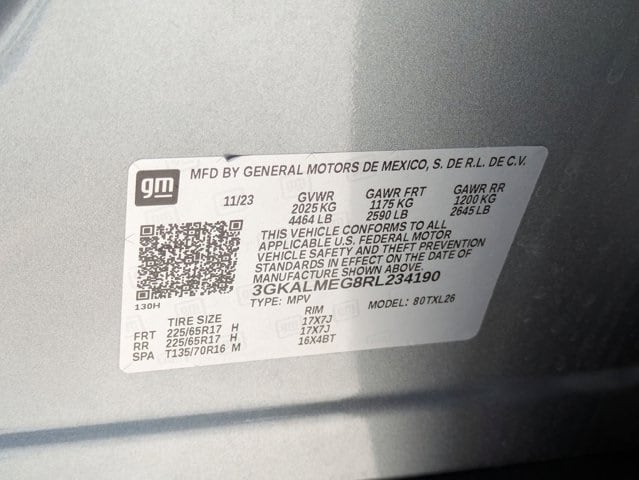 gm
MFD BY GENERAL MOTORS DE MEXICO, S. DE R.L. DE C.V.
11/23 GVWR GAWR FRT GAWR RR
2025 KG 1175 KG 1200 KG
4464 LB 2590 LB 2645 LB
THIS VEHICLE CONFORMS TO ALL
APPLICABLE U.S. FEDERAL MOTOR
VEHICLE SAFETY AND THEFT PREVENTION
STANDARDS IN EFFECT ON THE DATE OF
MANUFACTURE SHOWN ABOVE.
3GKALMEG8RL234190
130H
TYPE: MPV MODEL: 80TXL26
TIRE SIZE RIM
FRT 225/65R17 H 17X7J
RR 225/65R17 H 17X7J
SPA T135/70R16 M 16X4BT